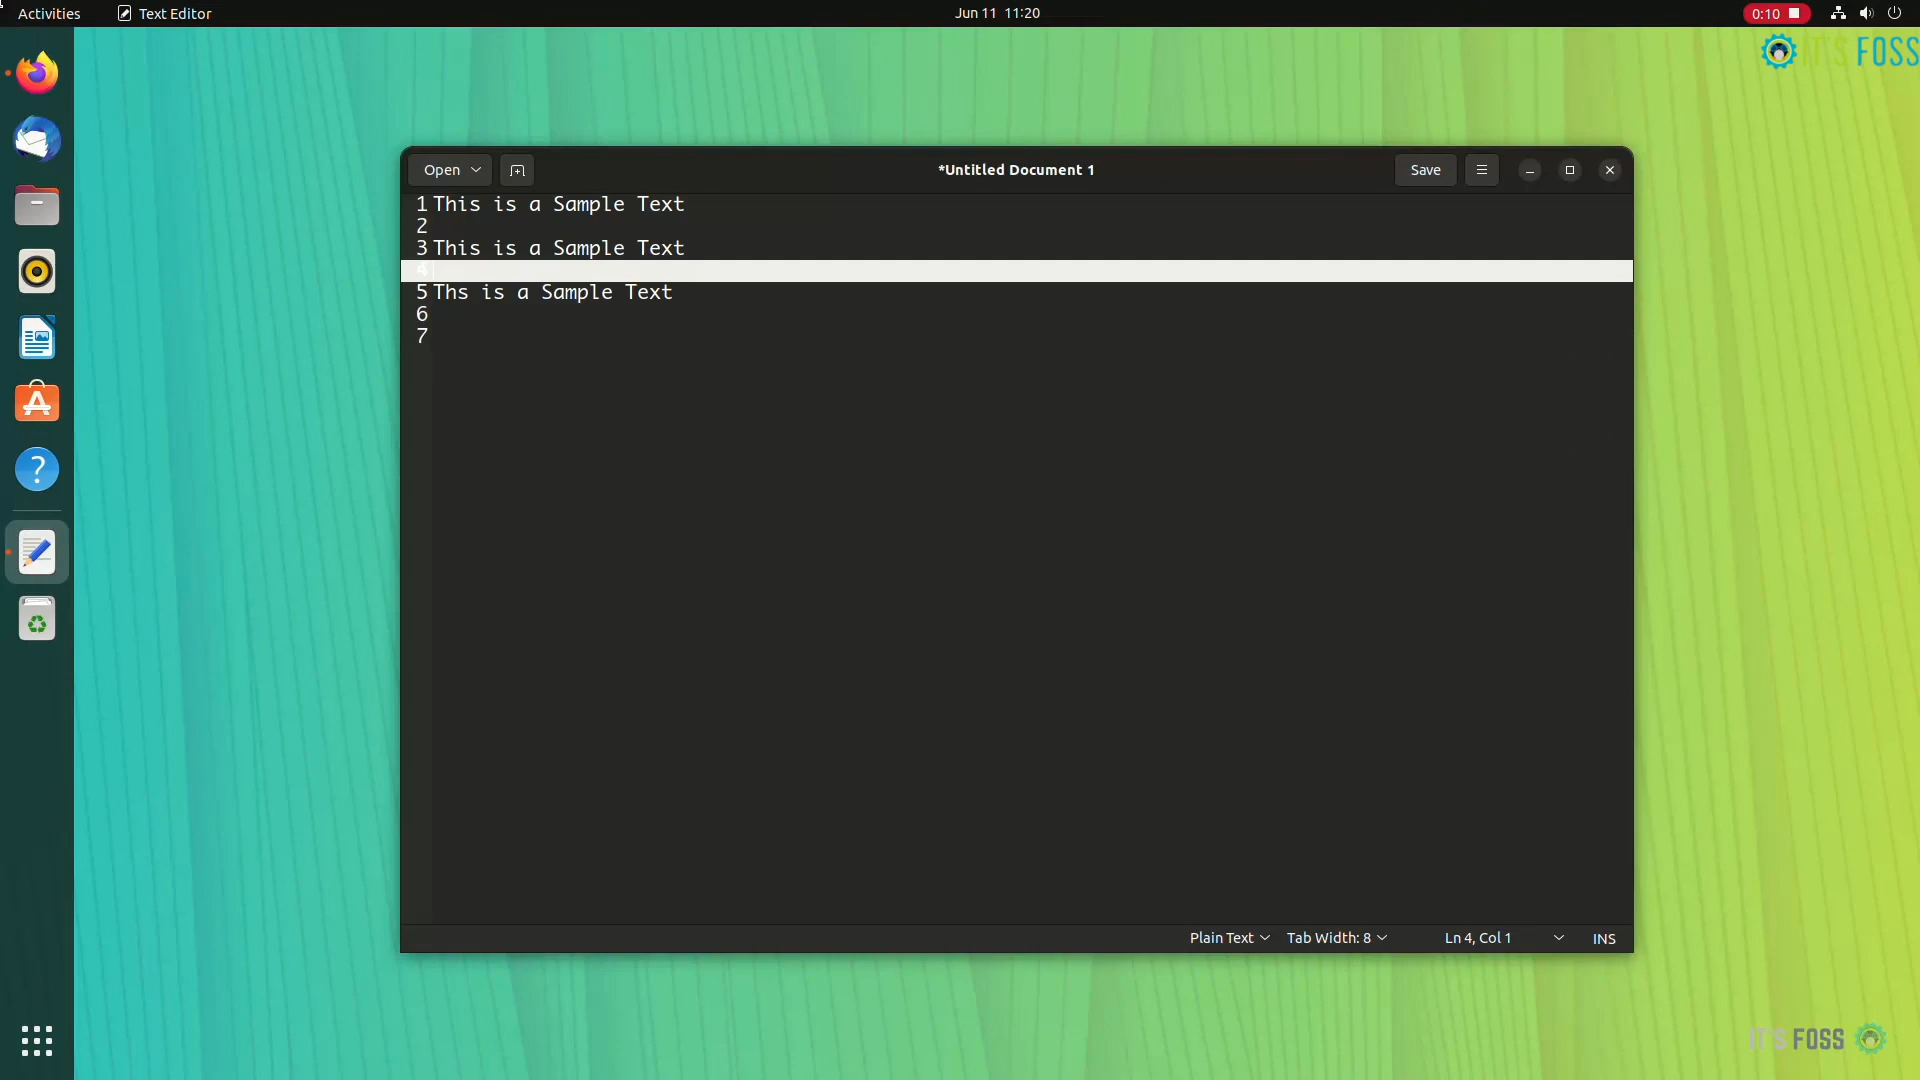 Activities Text Editor Jun 11 11:20 0:10
IT'S FOSS
Open *Untitled Document 1 Save
1 This is a Sample Text
2
3 This is a Sample Text
4
5 Ths is a Sample Text
6
7
Plain Text Tab Width: 8 Ln 4, Col 1 INS
IT'S FOSS